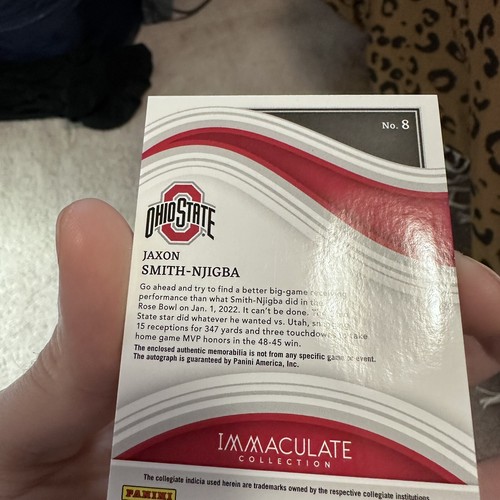 No. 8
OHIO STATE
JAXON
SMITH-NJIGBA
Go ahead and try to find a better big-game receiving
performance than what Smith-Njigba did in the
Rose Bowl on Jan. 1, 2022. It can't be done. The
State star did whatever he wanted vs. Utah,
15 receptions for 347 yards and three touchdowns
home game MVP honors in the 48-45 win.
The enclosed authentic memorabilia is not from any specific game or event.
The autograph is guaranteed by Panini America, Inc.
IMMACULATE
COLLECTION
The collegiate indicia used herein are trademarks owned by the respective collegiate institutions
PANINI